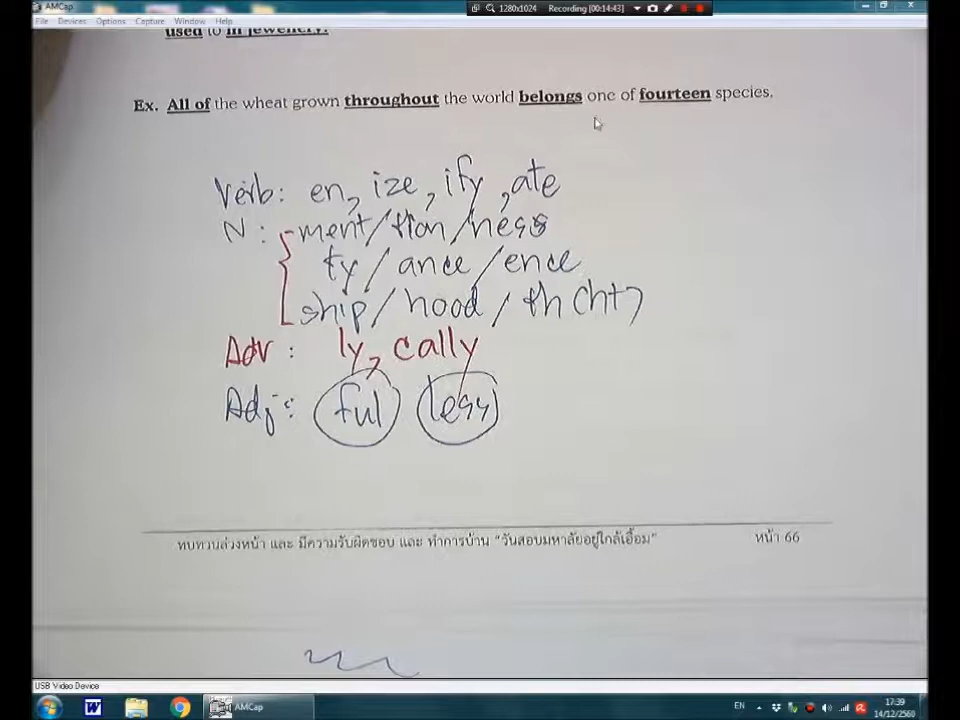 AMCap
1280x1024 Recording [00:14:43]
File Devices Options Capture Window Help
used to in jewellry.
Ex. All of the wheat grown throughout the world belongs one of fourteen species.
Verb: en, ize, ify, ate
N: ment/tion/ness
ty/ance/ence
ship/hood/th (ht)
Adv: ly, cally
Adj: ful less
ทบทวนล่วงหน้า และ มีความรับผิดชอบ และ ทำการบ้าน "วันสอบมหาลัยอยู่ใกล้เอื้อม" หน้า 66
USB Video Device
AMCap EN 17:39
14/12/2560